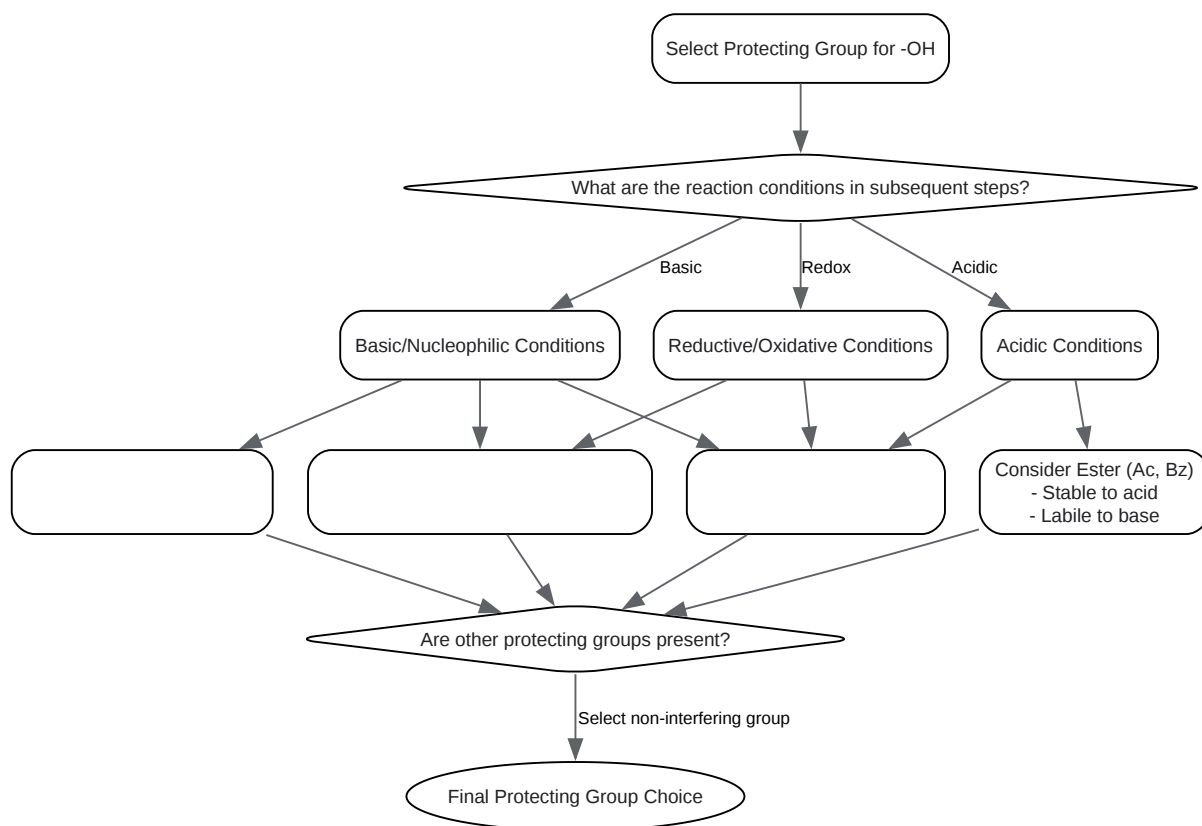 Select Protecting Group for -OH
What are the reaction conditions in subsequent steps?
Basic
Redox
Acidic
Basic/Nucleophilic Conditions
Reductive/Oxidative Conditions
Acidic Conditions
Consider Ester (Ac, Bz)
- Stable to acid
- Labile to base
Are other protecting groups present?
Select non-interfering group
Final Protecting Group Choice